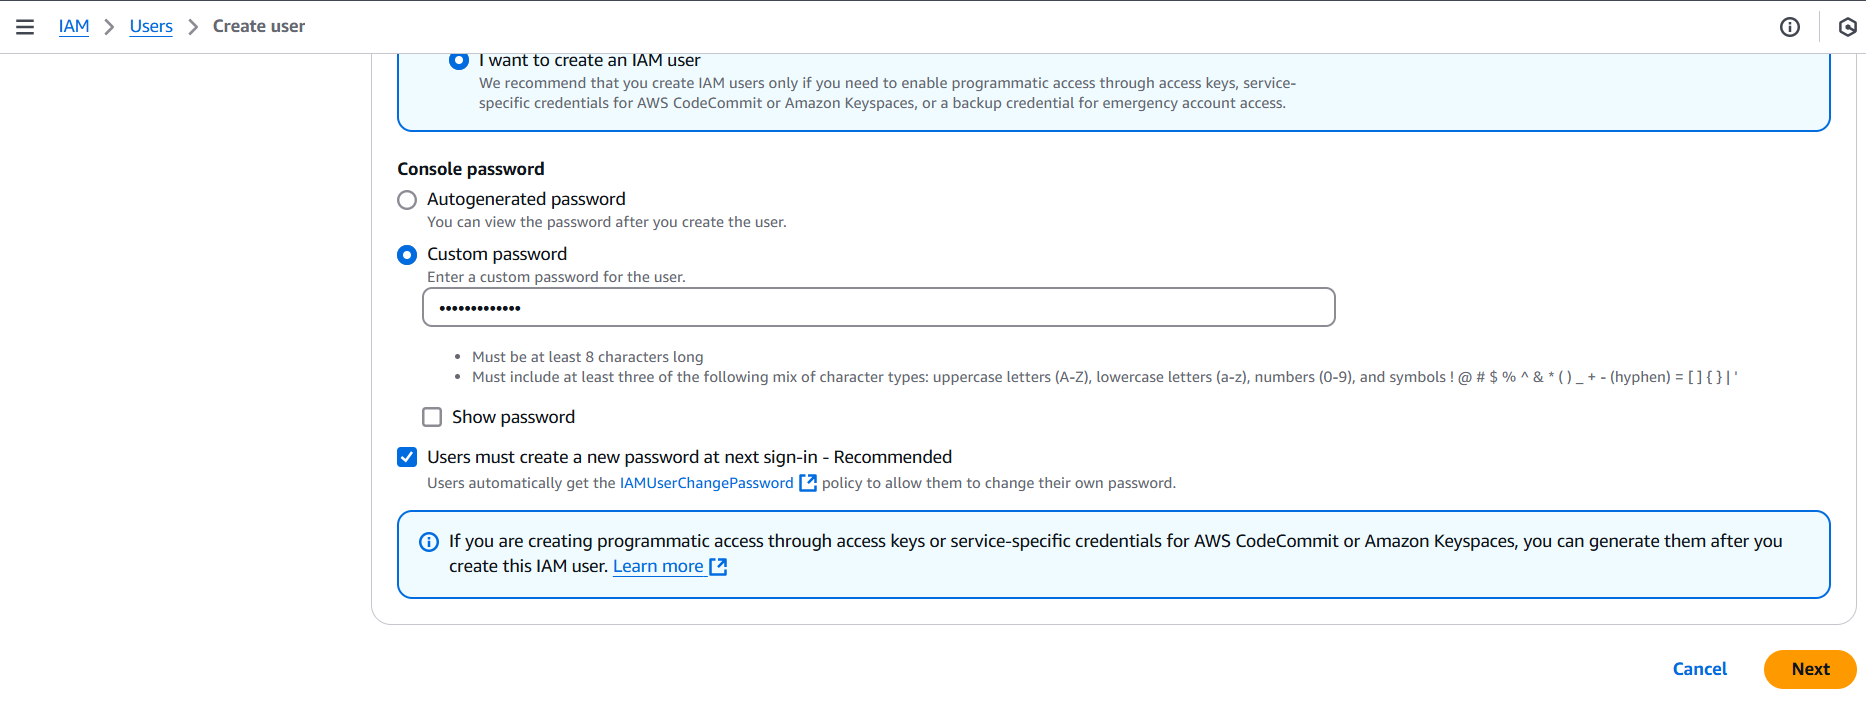 IAM > Users > Create user
I want to create an IAM user
We recommend that you create IAM users only if you need to enable programmatic access through access keys, service-
specific credentials for AWS CodeCommit or Amazon Keyspaces, or a backup credential for emergency account access.
Console password
Autogenerated password
You can view the password after you create the user.
Custom password
Enter a custom password for the user.
•••••••••••••
• Must be at least 8 characters long
• Must include at least three of the following mix of character types: uppercase letters (A-Z), lowercase letters (a-z), numbers (0-9), and symbols ! @ # $ % ^ & * ( ) _ + - (hyphen) = [ ] { } | '
Show password
Users must create a new password at next sign-in - Recommended
Users automatically get the IAMUserChangePassword policy to allow them to change their own password.
If you are creating programmatic access through access keys or service-specific credentials for AWS CodeCommit or Amazon Keyspaces, you can generate them after you
create this IAM user. Learn more
Cancel
Next